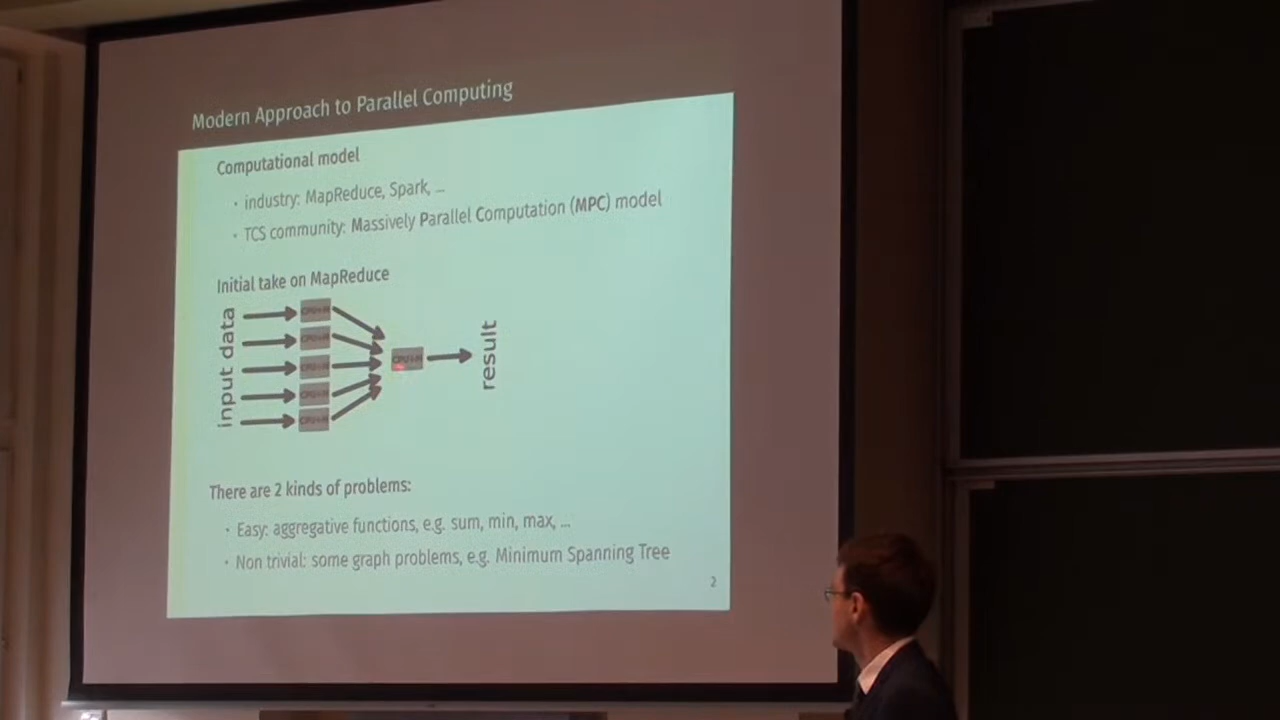 Modern Approach to Parallel Computing
Computational model
· industry: MapReduce, Spark, ...
· TCS community: Massively Parallel Computation (MPC) model
Initial take on MapReduce
input data
result
There are 2 kinds of problems:
· Easy: aggregative functions, e.g. sum, min, max, ...
· Non trivial: some graph problems, e.g. Minimum Spanning Tree
2